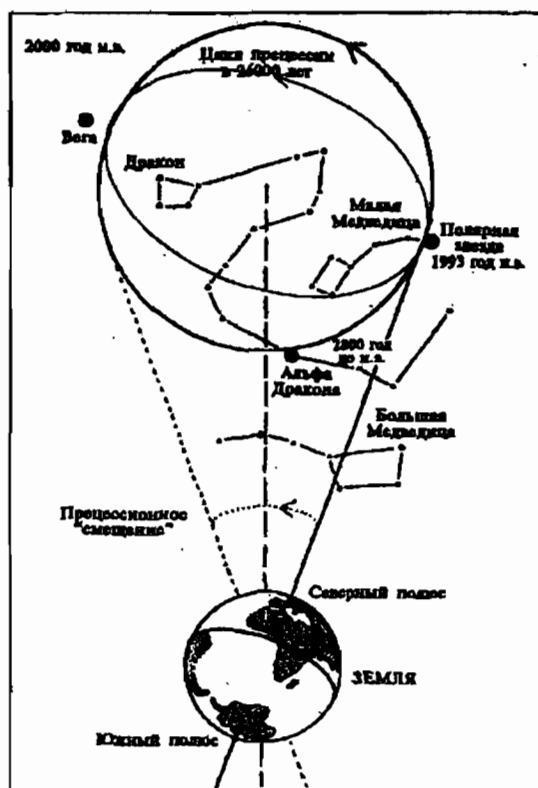 2000 год н.э.
Цикл прецессии
в 26000 лет
Вега
Дракон
Малая
Медведица
Полярная
звезда
1993 год н.э.
2800 год
до н.э.
Альфа
Дракона
Большая
Медведица
Прецессионное
"смещание"
Северный полюс
ЗЕМЛЯ
Южный полюс